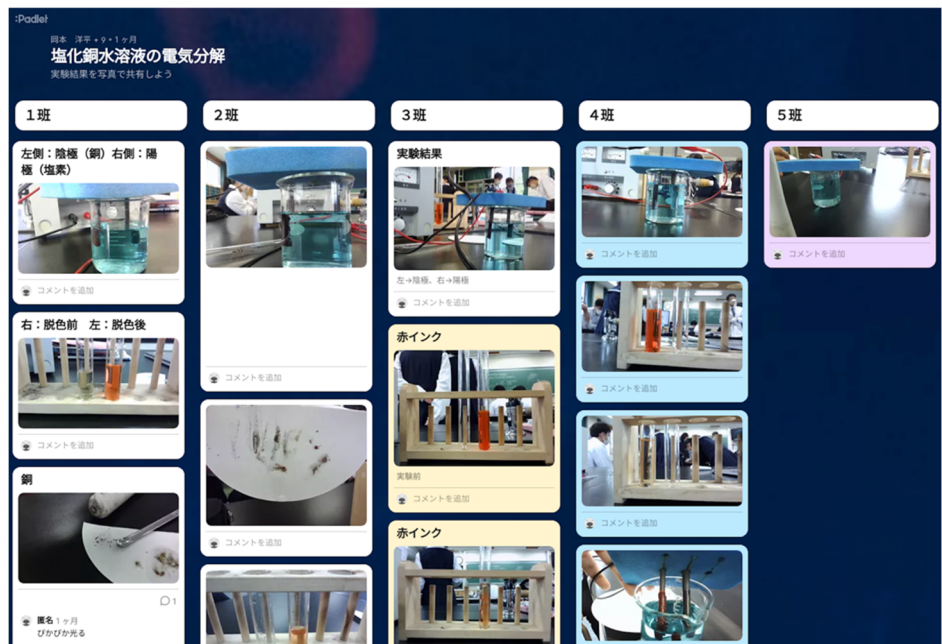 :Padlet
岡本　洋平 + 9 • 1ヶ月
塩化銅水溶液の電気分解
実験結果を写真で共有しよう
1班
左側：陰極（銅）右側：陽
極（塩素）
コメントを追加
右：脱色前　左：脱色後
コメントを追加
銅
1
匿名 1ヶ月
ぴかぴか光る
2班
コメントを追加
コメントを追加
3班
実験結果
左→陰極、右→陽極
コメントを追加
赤インク
実験前
コメントを追加
赤インク
4班
コメントを追加
コメントを追加
コメントを追加
5班
コメントを追加